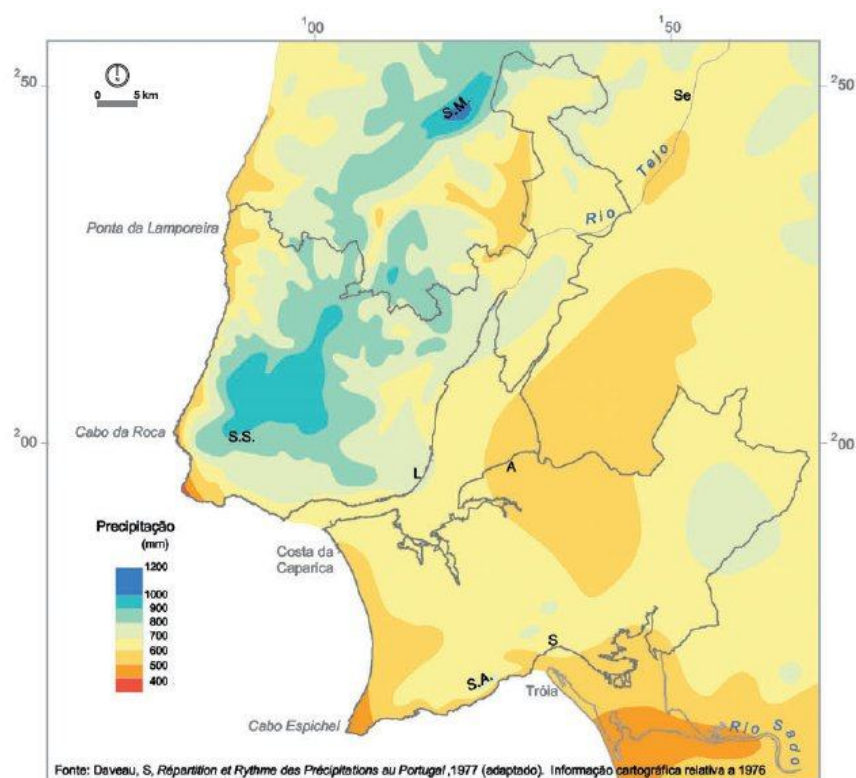 100 150
250 250
N
0 5 km
S.M.
Se
Rio Tejo
Ponta da Lamporeira
200 200
Cabo da Roca
S.S.
L
A
Precipitação
(mm)
1200
1000
900
800
700
600
500
400
Costa da
Caparica
S
S.A.
Tróia
Cabo Espichel
Rio Sado
Fonte: Daveau, S, Répartition et Rythme des Précipitations au Portugal ,1977 (adaptado). Informação cartográfica relativa a 1976